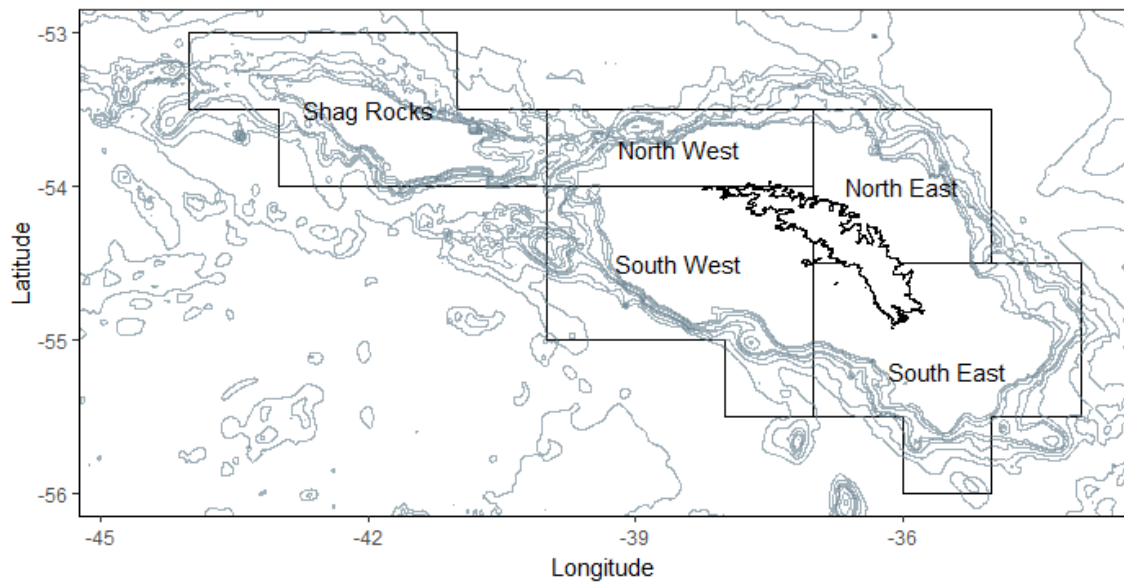 -53
Shag Rocks
North West
-54
North East
Latitude
South West
-55
South East
-56
-45
-42
-39
-36
Longitude